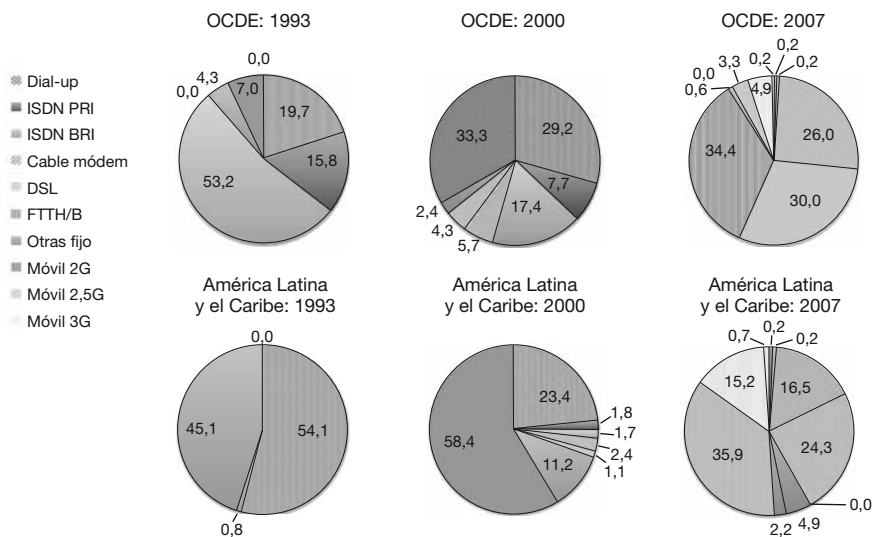 OCDE: 1993
0,0
4,3
0,0
7,0
19,7
15,8
53,2
OCDE: 2000
33,3
29,2
7,7
17,4
2,4
4,3
5,7
OCDE: 2007
0,2
3,3
0,2
0,2
0,0
0,6
4,9
34,4
26,0
30,0
Dial-up
ISDN PRI
ISDN BRI
Cable módem
DSL
FTTH/B
Otras fijo
Móvil 2G
Móvil 2,5G
Móvil 3G
América Latina
y el Caribe: 1993
0,0
45,1
54,1
0,8
América Latina
y el Caribe: 2000
23,4
58,4
1,8
1,7
2,4
1,1
11,2
América Latina
y el Caribe: 2007
0,7
0,2
0,2
15,2
16,5
35,9
24,3
0,0
2,2
4,9